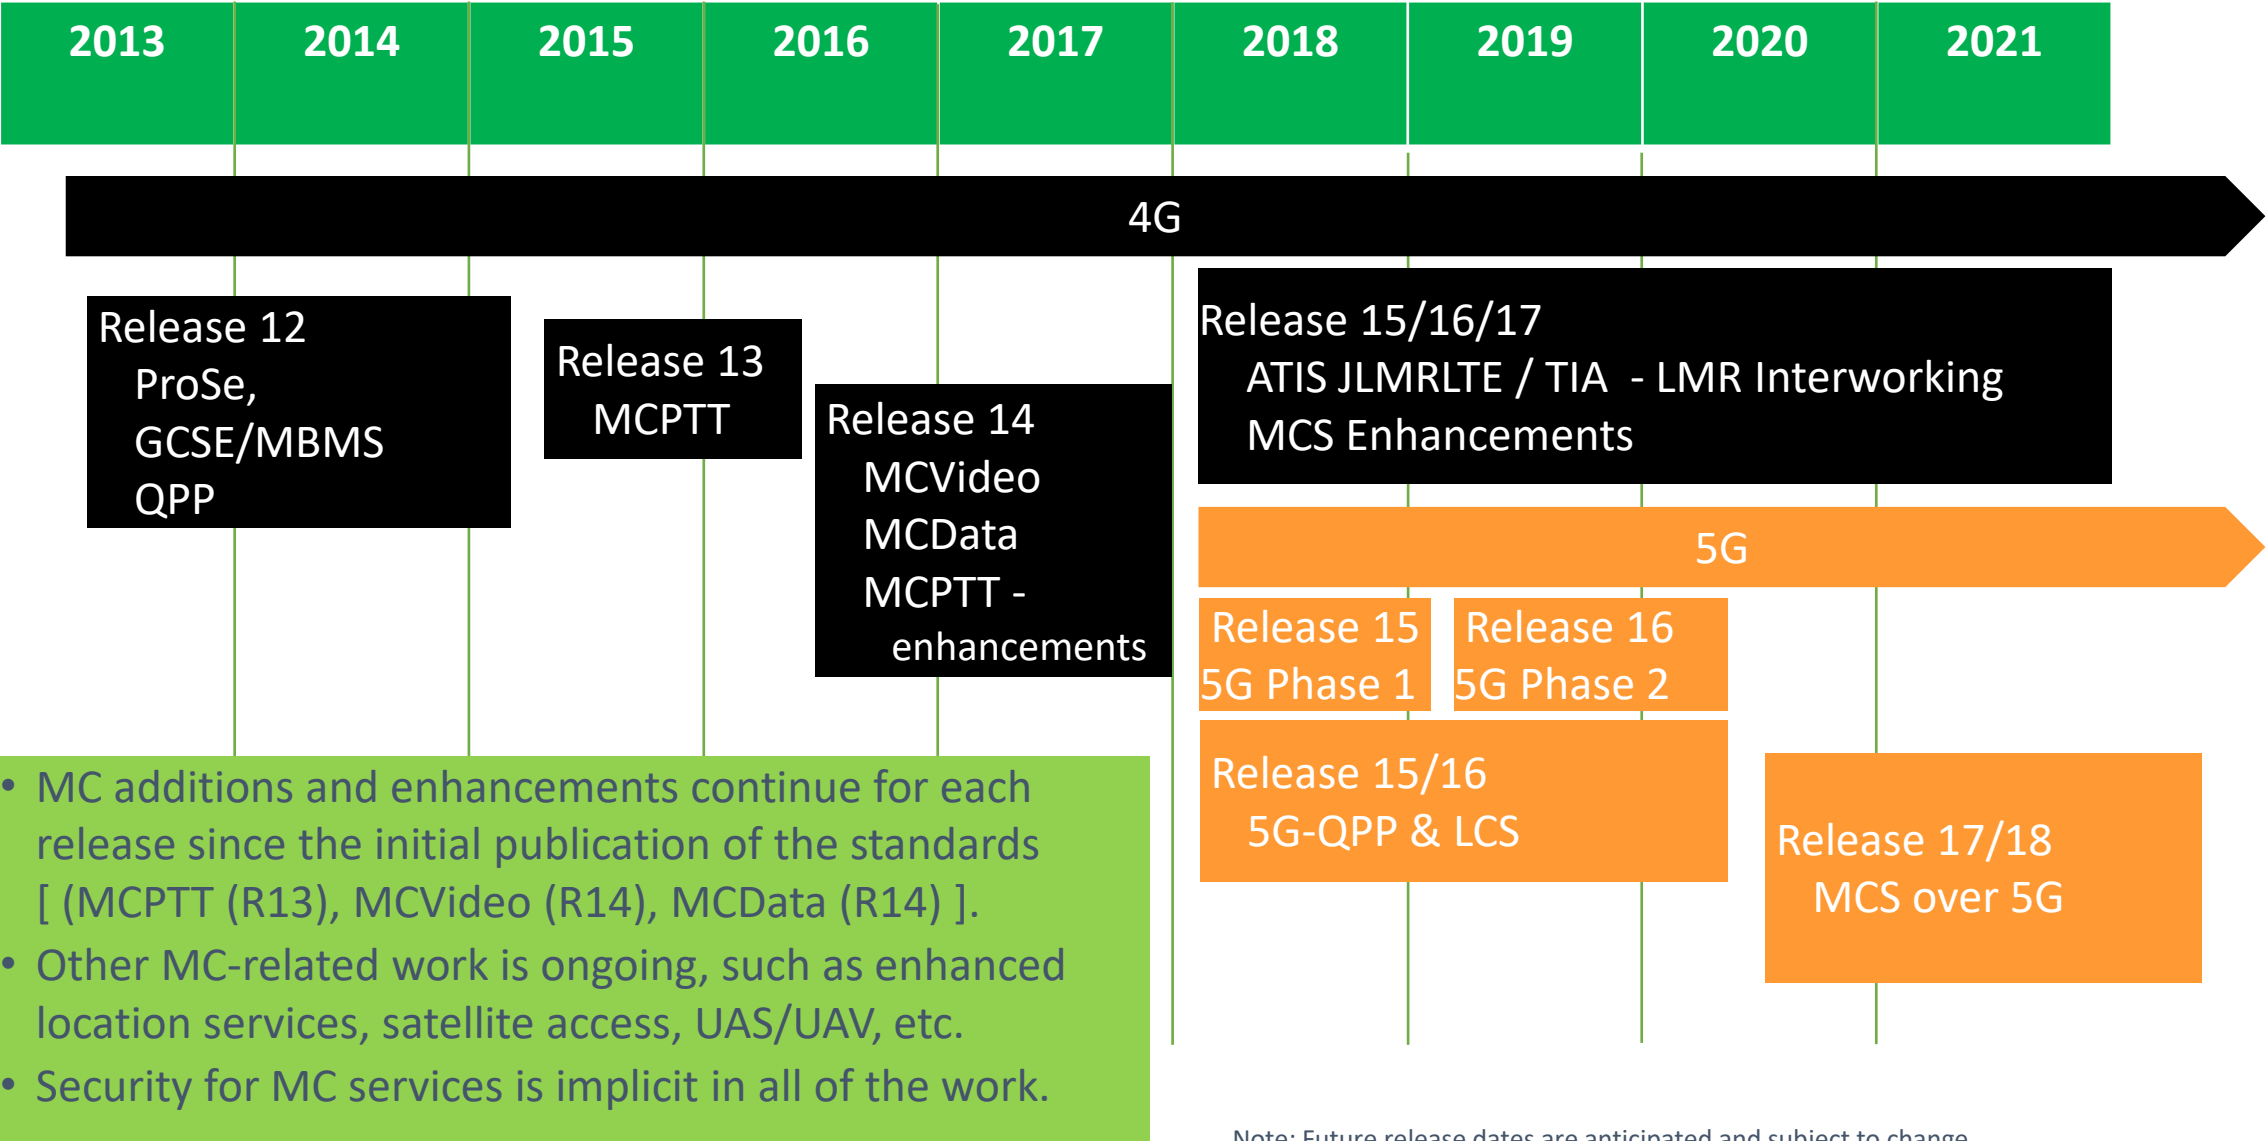 2013 2014 2015 2016 2017 2018 2019 2020 2021
4G
Release 12
ProSe,
GCSE/MBMS
QPP
Release 13
MCPTT
Release 14
MCVideo
MCData
MCPTT -
enhancements
Release 15/16/17
ATIS JLMRLTE / TIA - LMR Interworking
MCS Enhancements
5G
Release 15
5G Phase 1
Release 16
5G Phase 2
Release 15/16
5G-QPP & LCS
Release 17/18
MCS over 5G
• MC additions and enhancements continue for each
release since the initial publication of the standards
[ (MCPTT (R13), MCVideo (R14), MCData (R14) ].
• Other MC-related work is ongoing, such as enhanced
location services, satellite access, UAS/UAV, etc.
• Security for MC services is implicit in all of the work.
Note: Future release dates are anticipated and subject to change